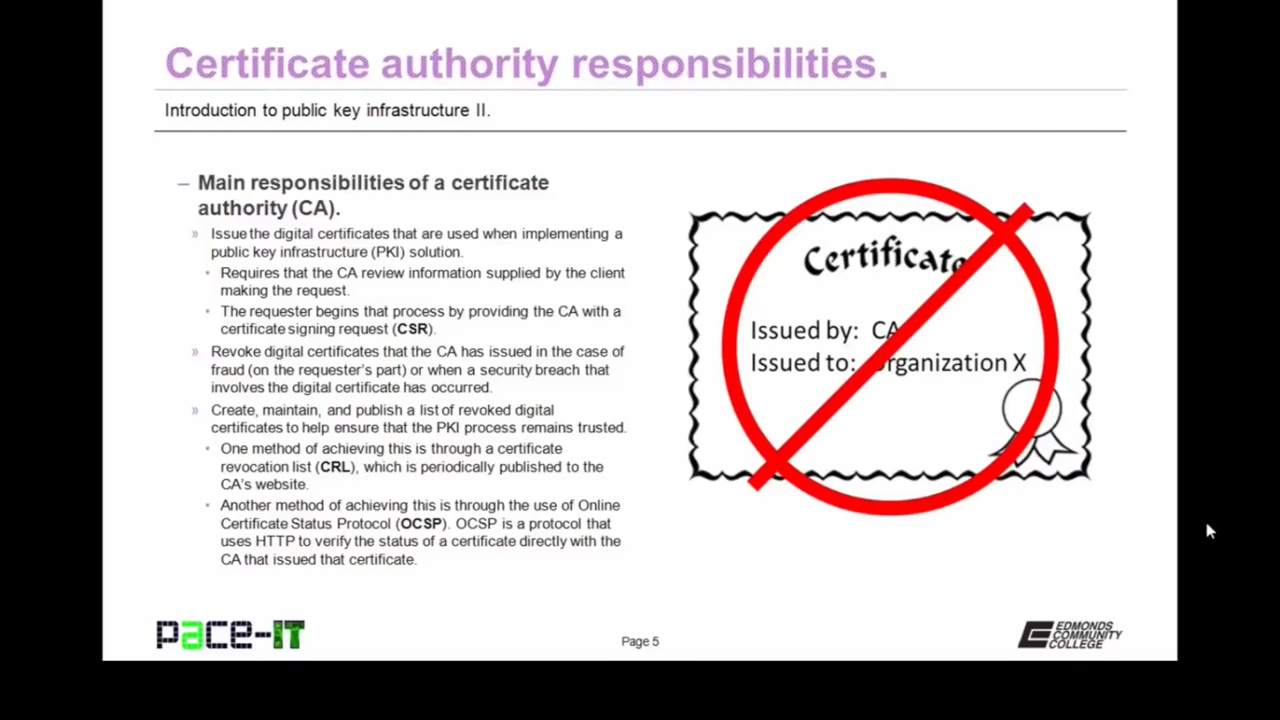 Certificate authority responsibilities.
Introduction to public key infrastructure II.
– Main responsibilities of a certificate
authority (CA).
» Issue the digital certificates that are used when implementing a
public key infrastructure (PKI) solution.
• Requires that the CA review information supplied by the client
making the request.
• The requester begins that process by providing the CA with a
certificate signing request (CSR).
» Revoke digital certificates that the CA has issued in the case of
fraud (on the requester's part) or when a security breach that
involves the digital certificate has occurred.
» Create, maintain, and publish a list of revoked digital
certificates to help ensure that the PKI process remains trusted.
• One method of achieving this is through a certificate
revocation list (CRL), which is periodically published to the
CA's website.
• Another method of achieving this is through the use of Online
Certificate Status Protocol (OCSP). OCSP is a protocol that
uses HTTP to verify the status of a certificate directly with the
CA that issued that certificate.
Certificate
Issued by: CA
Issued to: Organization X
pace-IT
Page 5
EDMONDS
COMMUNITY
COLLEGE